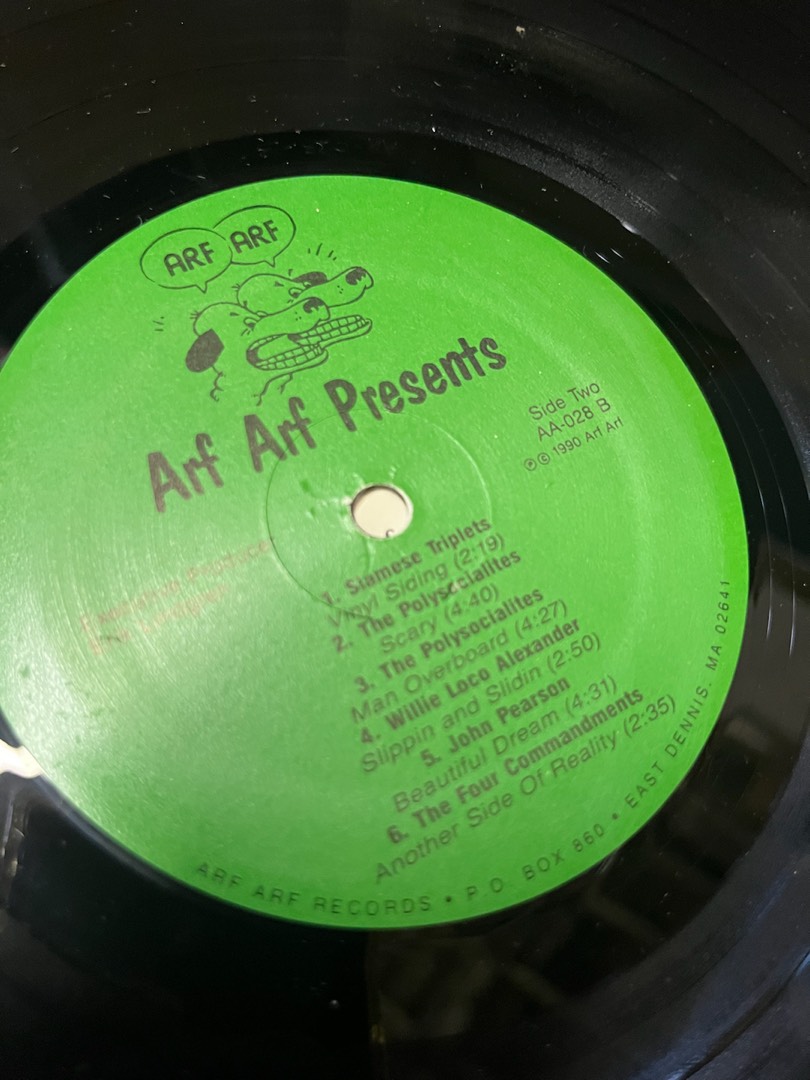 ARF ARF
Arf Arf Presents
Side Two
AA-028 B
℗ © 1990 Arf Arf
Executive Producer
1. Siamese Triplets
Vinyl Siding (2:19)
2. The Polysocialites
Scary (4:40)
3. The Polysocialites
Man Overboard (4:27)
4. Willie Loco Alexander
Slippin and Slidin (2:50)
5. John Pearson
Beautiful Dream (4:31)
6. The Four Commandments
Another Side Of Reality (2:35)
ARF ARF RECORDS • P.O. BOX 860 • EAST DENNIS, MA 02641